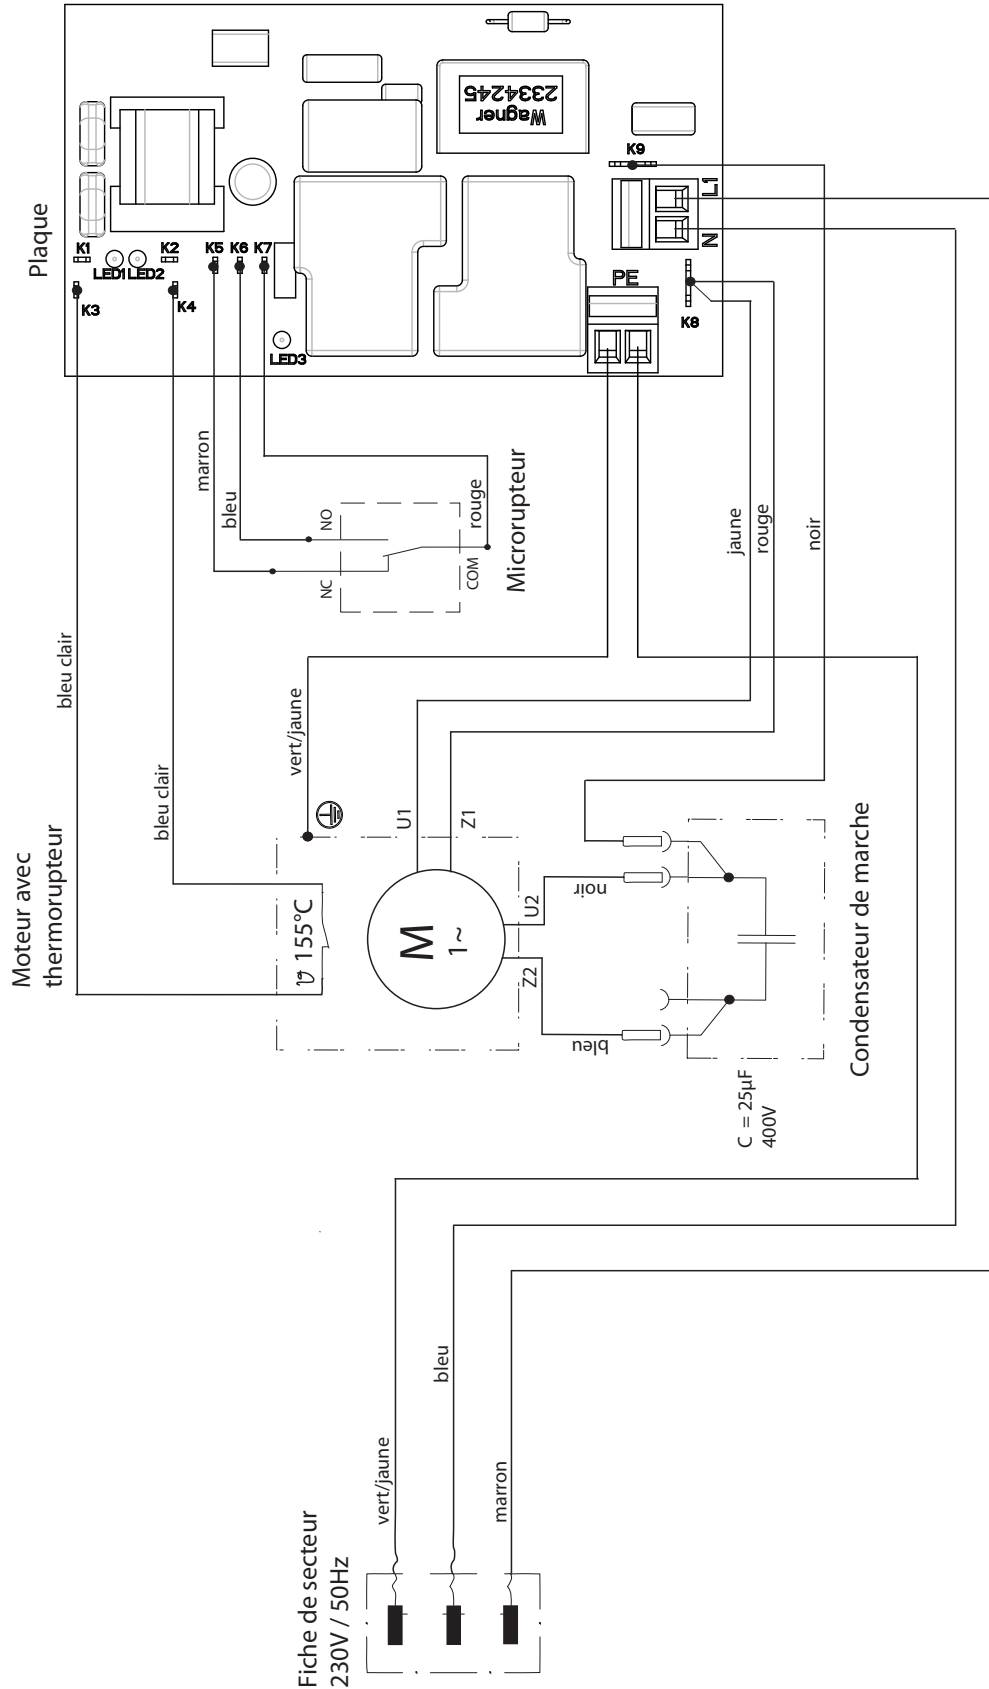 Plaque
Wagner
2334245
K9
L1
N
K1
K2
LED1
LED2
K3
K4
K5
K6
K7
LED3
PE
K8
marron
bleu
NO
NC
rouge
COM
Microrupteur
jaune
rouge
noir
bleu clair
bleu clair
vert/jaune
Moteur avec
thermorupteur
ϑ 155°C
M
1~
U1
Z1
U2
Z2
noir
bleu
Condensateur de marche
C = 25µF
400V
vert/jaune
bleu
marron
Fiche de secteur
230V / 50Hz